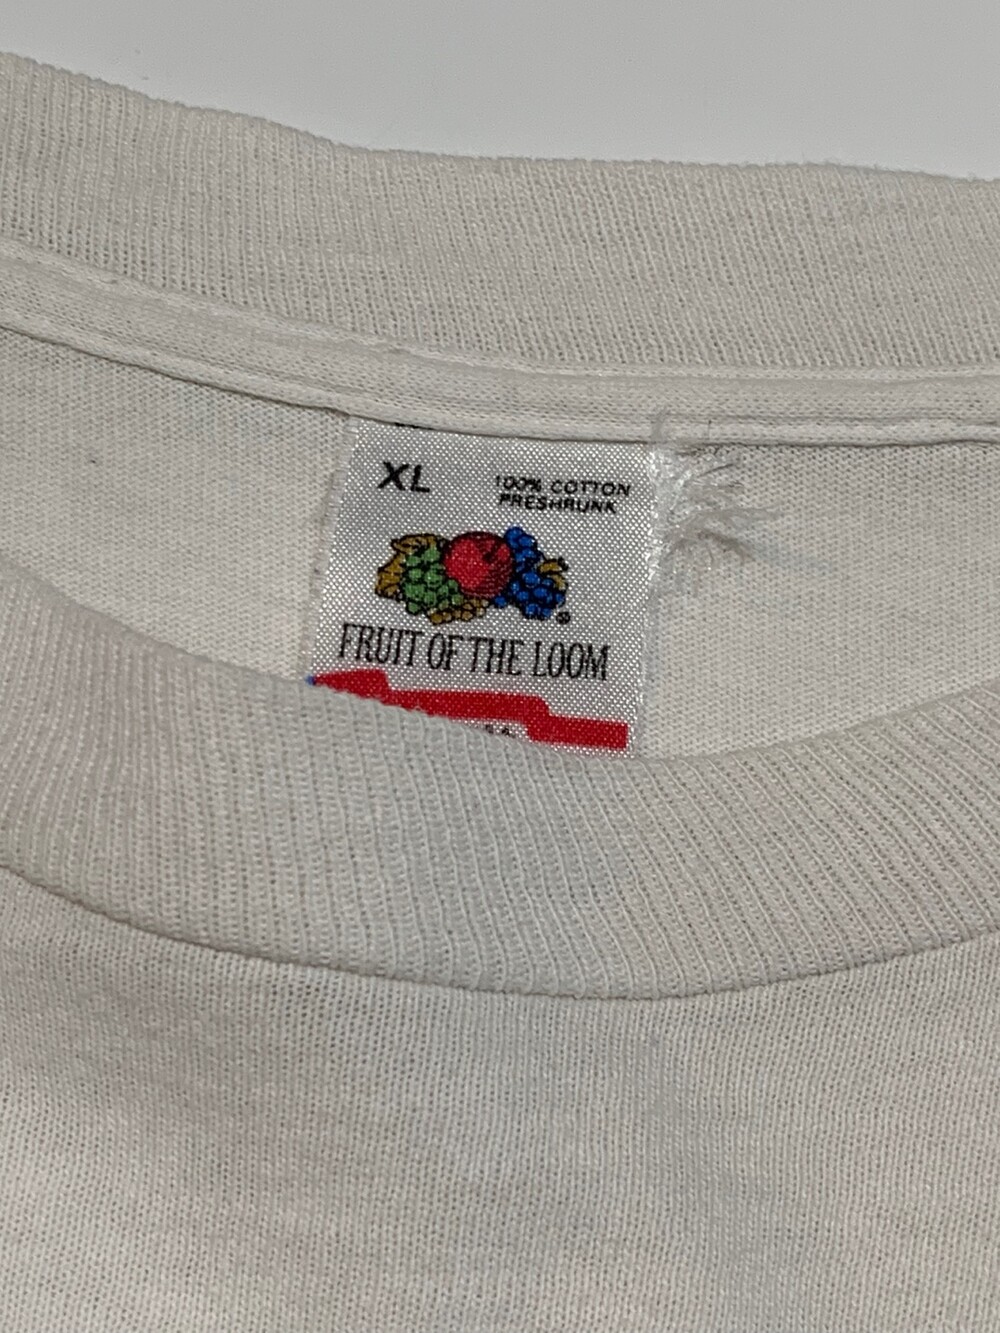 XL
100% COTTON
PRESHRUNK
®
FRUIT OF THE LOOM